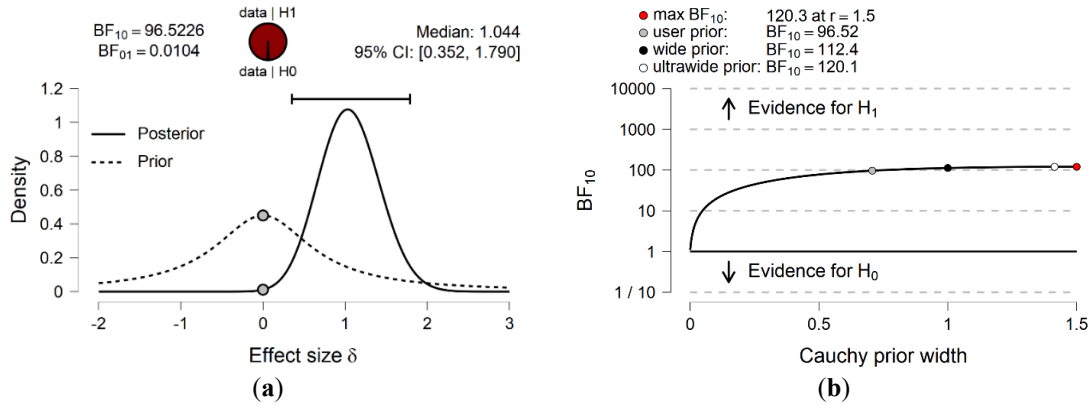 BF₁₀ = 96.5226
BF₀₁ = 0.0104
data | H1
data | H0
Median: 1.044
95% CI: [0.352, 1.790]
1.2
1.0
0.8
0.6
0.4
0.2
0
Density
Posterior
Prior
-2
-1
0
1
2
3
Effect size δ
(a)
max BF₁₀: 120.3 at r = 1.5
user prior: BF₁₀ = 96.52
wide prior: BF₁₀ = 112.4
ultrawide prior: BF₁₀ = 120.1
10000
1000
100
10
1
1 / 10
BF₁₀
Evidence for H₁
Evidence for H₀
0
0.5
1
1.5
Cauchy prior width
(b)